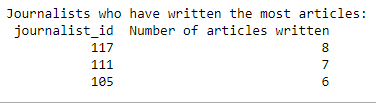 Journalists who have written the most articles:
journalist_id Number of articles written
117 8
111 7
105 6